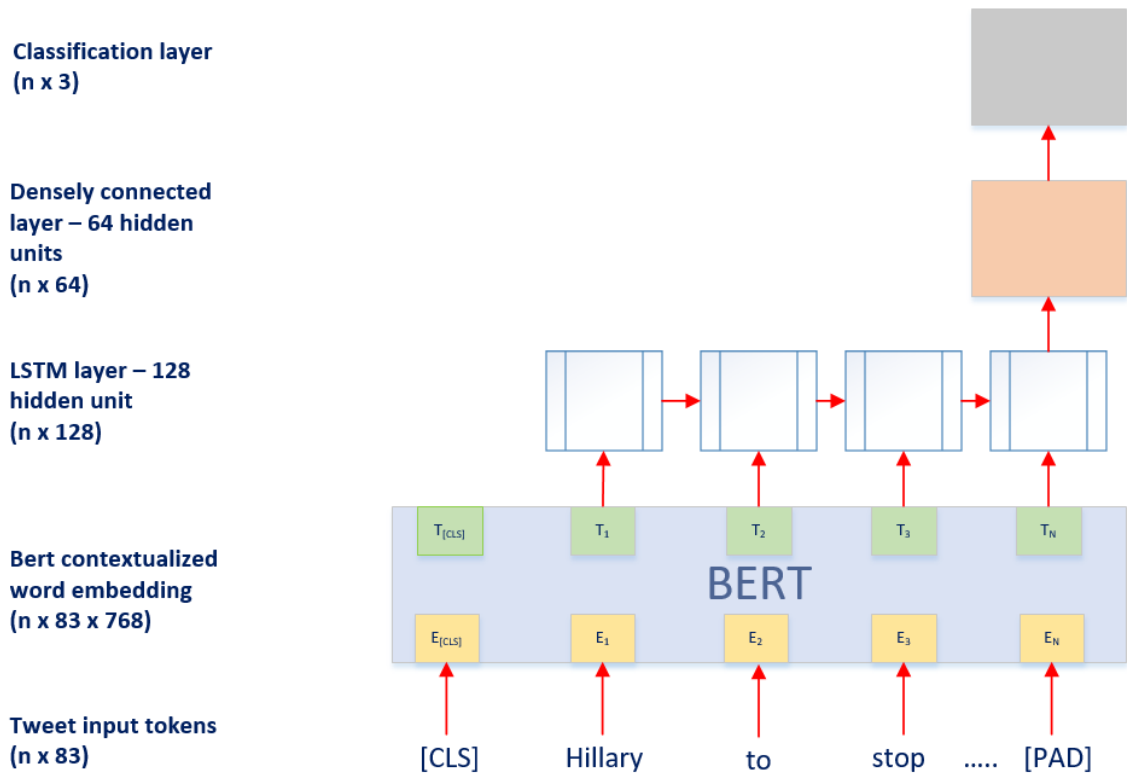 Classification layer
(n x 3)
Densely connected
layer – 64 hidden
units
(n x 64)
LSTM layer – 128
hidden unit
(n x 128)
Bert contextualized
word embedding
(n x 83 x 768)
T[CLS] T1 T2 T3 TN
BERT
E[CLS] E1 E2 E3 EN
Tweet input tokens
(n x 83)
[CLS] Hillary to stop ..... [PAD]